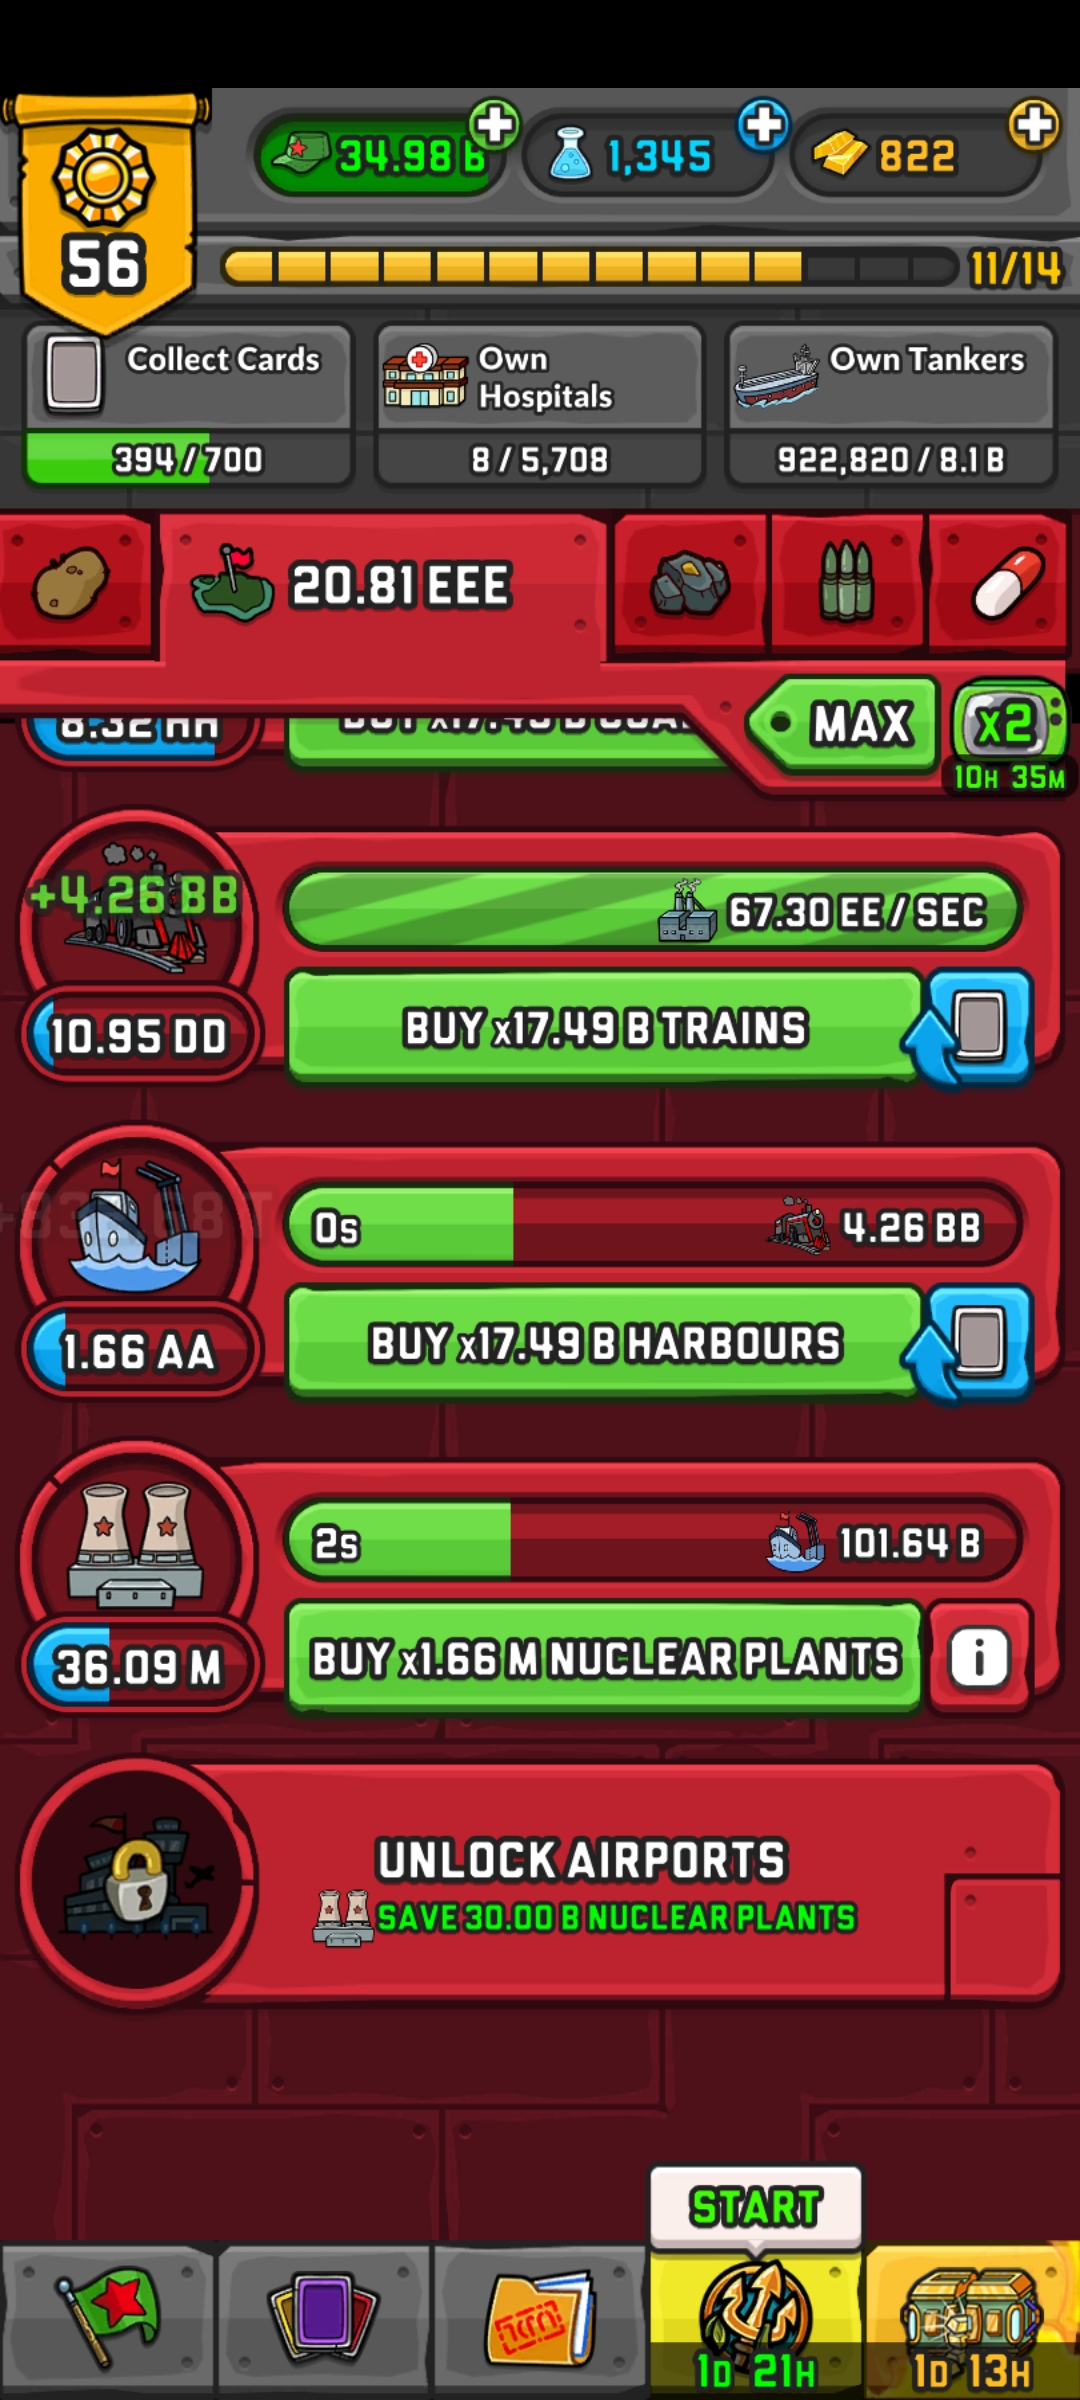 34.98 B
1,345
822
56
11/14
Collect Cards
394/700
Own
Hospitals
8/5,708
Own Tankers
922,820/8.1 B
20.81 EEE
MAX
x2
10H 35M
+4.26 BB
67.30 EE/SEC
10.95 DD
BUY x17.49 B TRAINS
0s
4.26 BB
1.66 AA
BUY x17.49 B HARBOURS
2s
101.64 B
36.09 M
BUY x1.66 M NUCLEAR PLANTS
i
UNLOCK AIRPORTS
SAVE 30.00 B NUCLEAR PLANTS
START
1D 21H
1D 13H